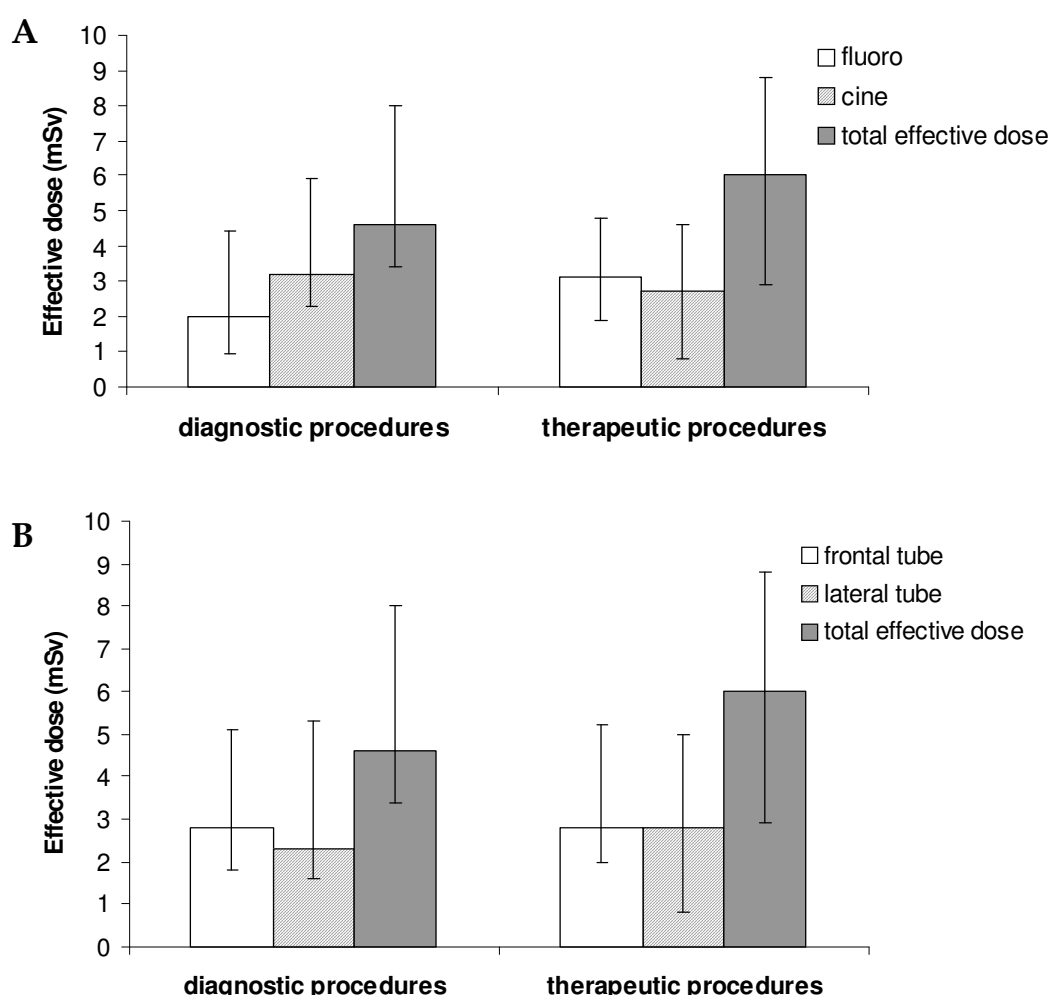 A
10
9
8
7
6
5
4
3
2
1
0
Effective dose (mSv)
fluoro
cine
total effective dose
diagnostic procedures therapeutic procedures
B
10
9
8
7
6
5
4
3
2
1
0
Effective dose (mSv)
frontal tube
lateral tube
total effective dose
diagnostic procedures therapeutic procedures